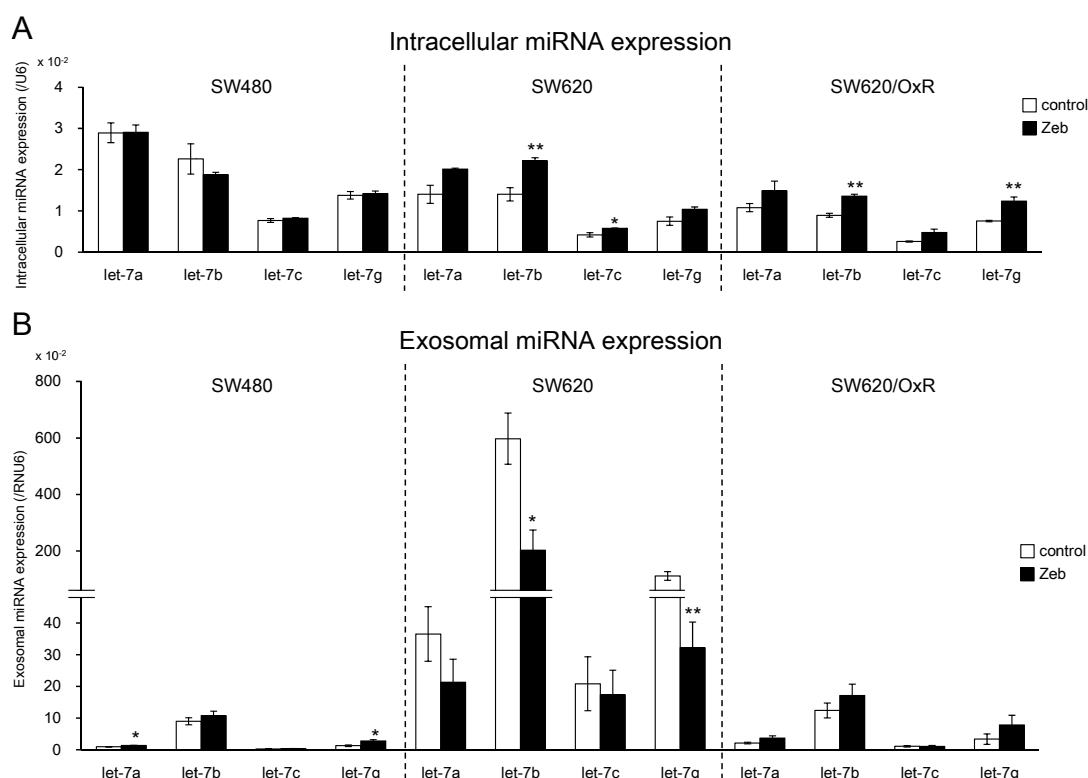 A
Intracellular miRNA expression
x 10-2
SW480
SW620
SW620/OxR
Intracellular miRNA expression (/U6)
4
3
2
1
0
control
Zeb
**
*
**
**
let-7a let-7b let-7c let-7g let-7a let-7b let-7c let-7g let-7a let-7b let-7c let-7g
B
Exosomal miRNA expression
x 10-2
SW480
SW620
SW620/OxR
Exosomal miRNA expression (/RNU6)
800
600
400
200
40
30
20
10
0
control
Zeb
*
**
*
*
let-7a let-7b let-7c let-7g let-7a let-7b let-7c let-7g let-7a let-7b let-7c let-7g